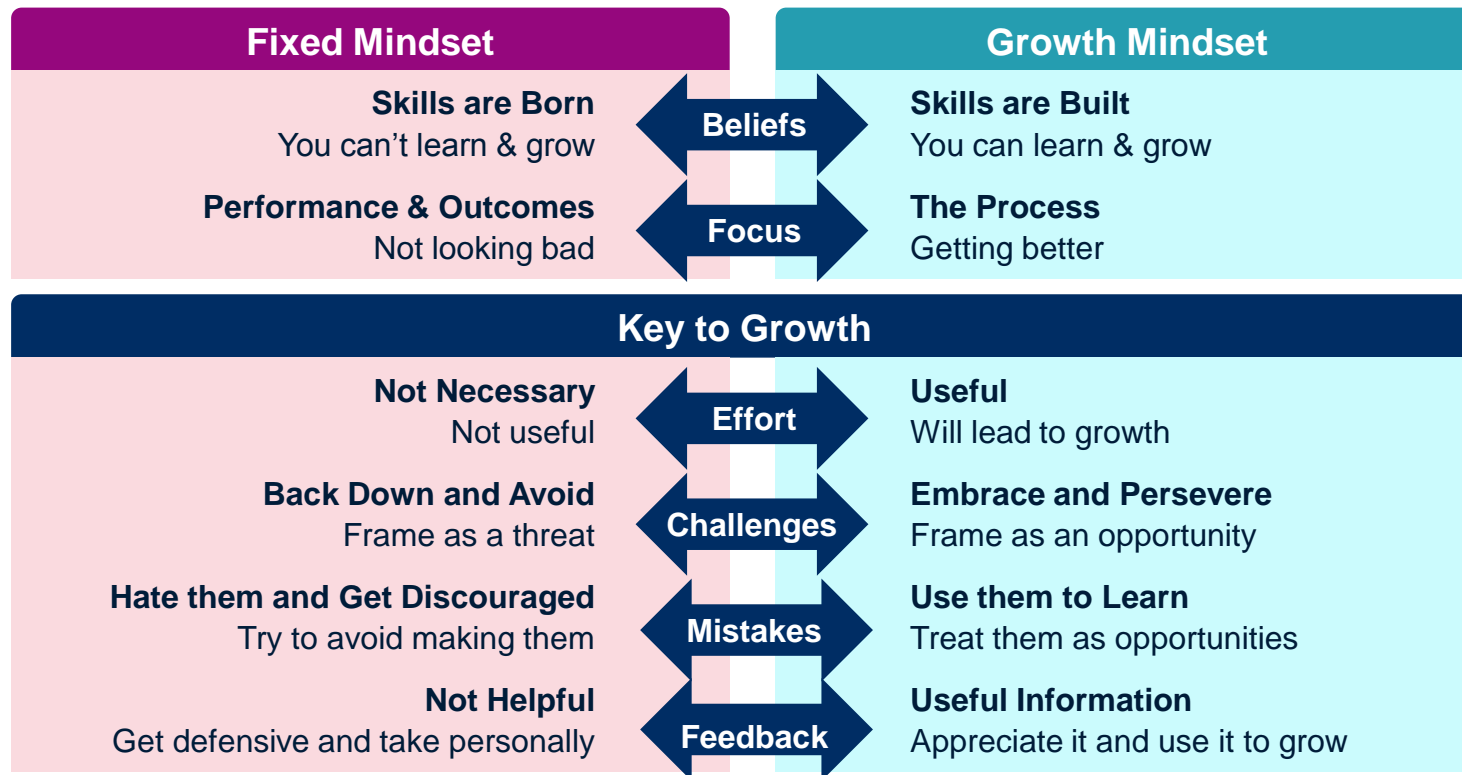 Fixed Mindset
Growth Mindset
Skills are Born
You can't learn & grow
Beliefs
Skills are Built
You can learn & grow
Performance & Outcomes
Not looking bad
Focus
The Process
Getting better
Key to Growth
Not Necessary
Not useful
Effort
Useful
Will lead to growth
Back Down and Avoid
Frame as a threat
Challenges
Embrace and Persevere
Frame as an opportunity
Hate them and Get Discouraged
Try to avoid making them
Mistakes
Use them to Learn
Treat them as opportunities
Not Helpful
Get defensive and take personally
Feedback
Useful Information
Appreciate it and use it to grow